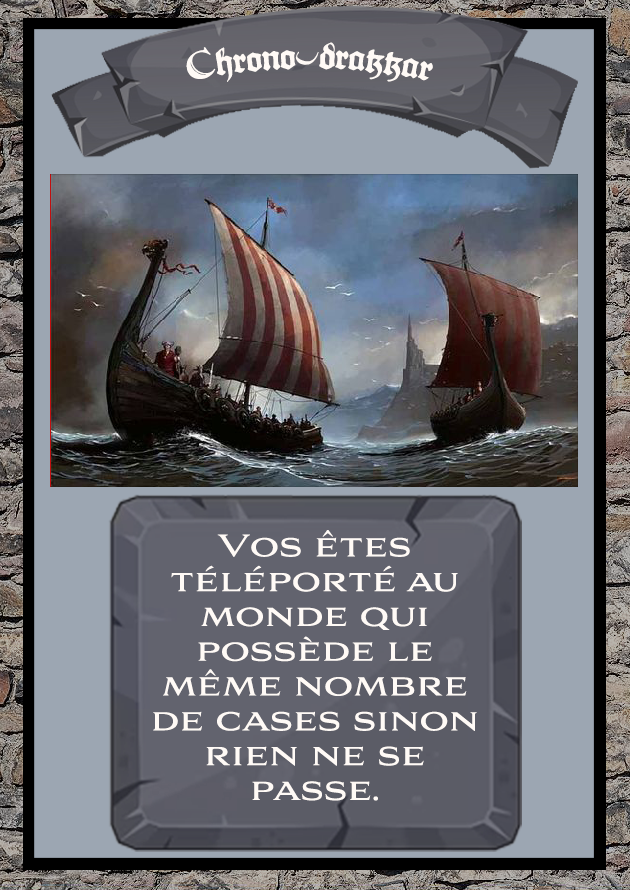 Chrono-drakkar
Vos êtes
téléporté au
monde qui
possède le
même nombre
de cases sinon
rien ne se
passe.